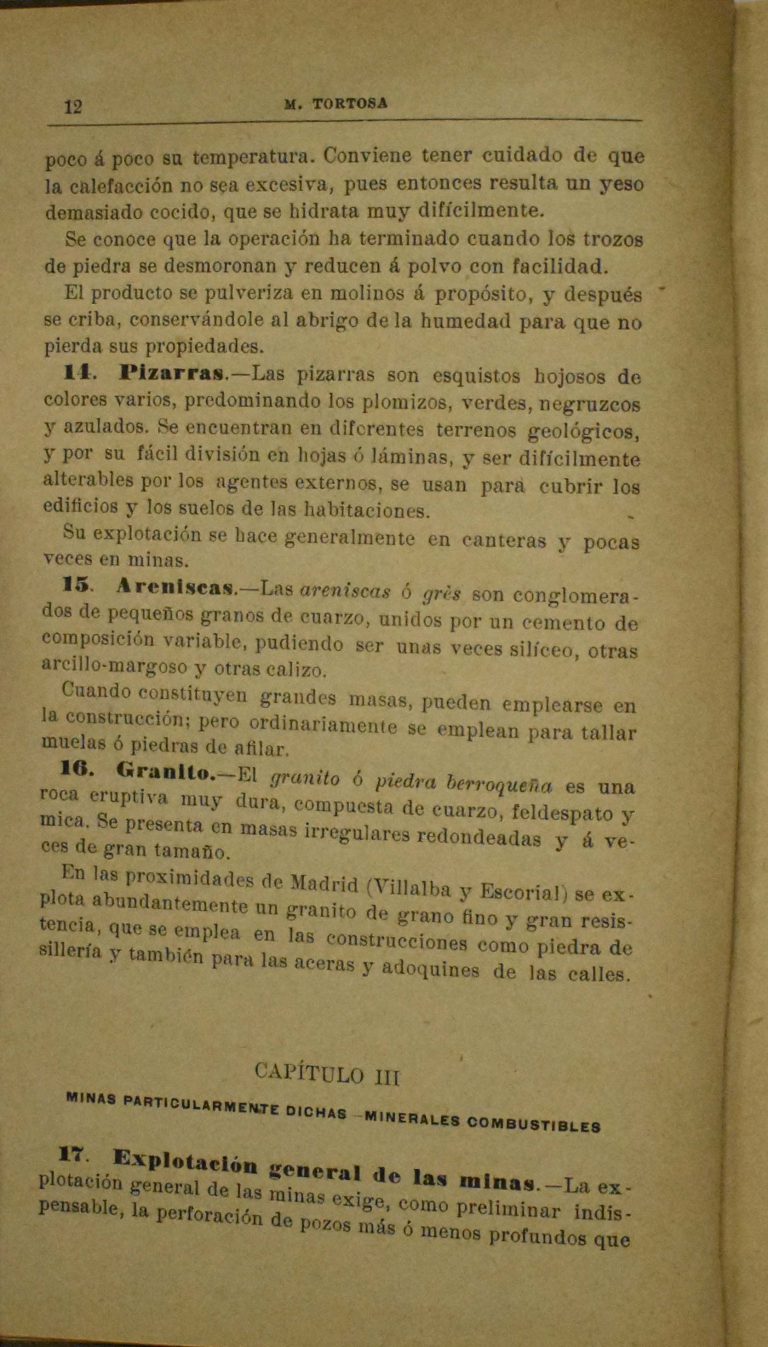 12
M. TORTOSA
poco á poco su temperatura. Conviene tener cuidado de que
la calefacción no sea excesiva, pues entonces resulta un yeso
demasiado cocido, que se hidrata muy difícilmente.
Se conoce que la operación ha terminado cuando los trozos
de piedra se desmoronan y reducen á polvo con facilidad.
El producto se pulveriza en molinos á propósito, y después
se criba, conservándole al abrigo de la humedad para que no
pierda sus propiedades.
14. Pizarras.—Las pizarras son esquistos hojosos de
colores varios, predominando los plomizos, verdes, negruzcos
y azulados. Se encuentran en diferentes terrenos geológicos,
y por su fácil división en hojas ó láminas, y ser difícilmente
alterables por los agentes externos, se usan para cubrir los
edificios y los suelos de las habitaciones.
Su explotación se hace generalmente en canteras y pocas
veces en minas.
15. Areniscas.—Las areniscas ó grès son conglomera-
dos de pequeños granos de cuarzo, unidos por un cemento de
composición variable, pudiendo ser unas veces silíceo, otras
arcillo-margoso y otras calizo.
Cuando constituyen grandes masas, pueden emplearse en
la construcción; pero ordinariamente se emplean para tallar
muelas ó piedras de afilar.
16. Granito.—El granito ó piedra berroqueña es una
roca eruptiva muy dura, compuesta de cuarzo, feldespato y
mica. Se presenta en masas irregulares redondeadas y á ve-
ces de gran tamaño.
En las proximidades de Madrid (Villalba y Escorial) se ex-
plota abundantemente un granito de grano fino y gran resis-
tencia, que se emplea en las construcciones como piedra de
sillería y también para las aceras y adoquines de las calles.
CAPÍTULO III
MINAS PARTICULARMENTE DICHAS—MINERALES COMBUSTIBLES
17. Explotación general de las minas.—La ex-
plotación general de las minas exige, como preliminar indis-
pensable, la perforación de pozos más ó menos profundos que